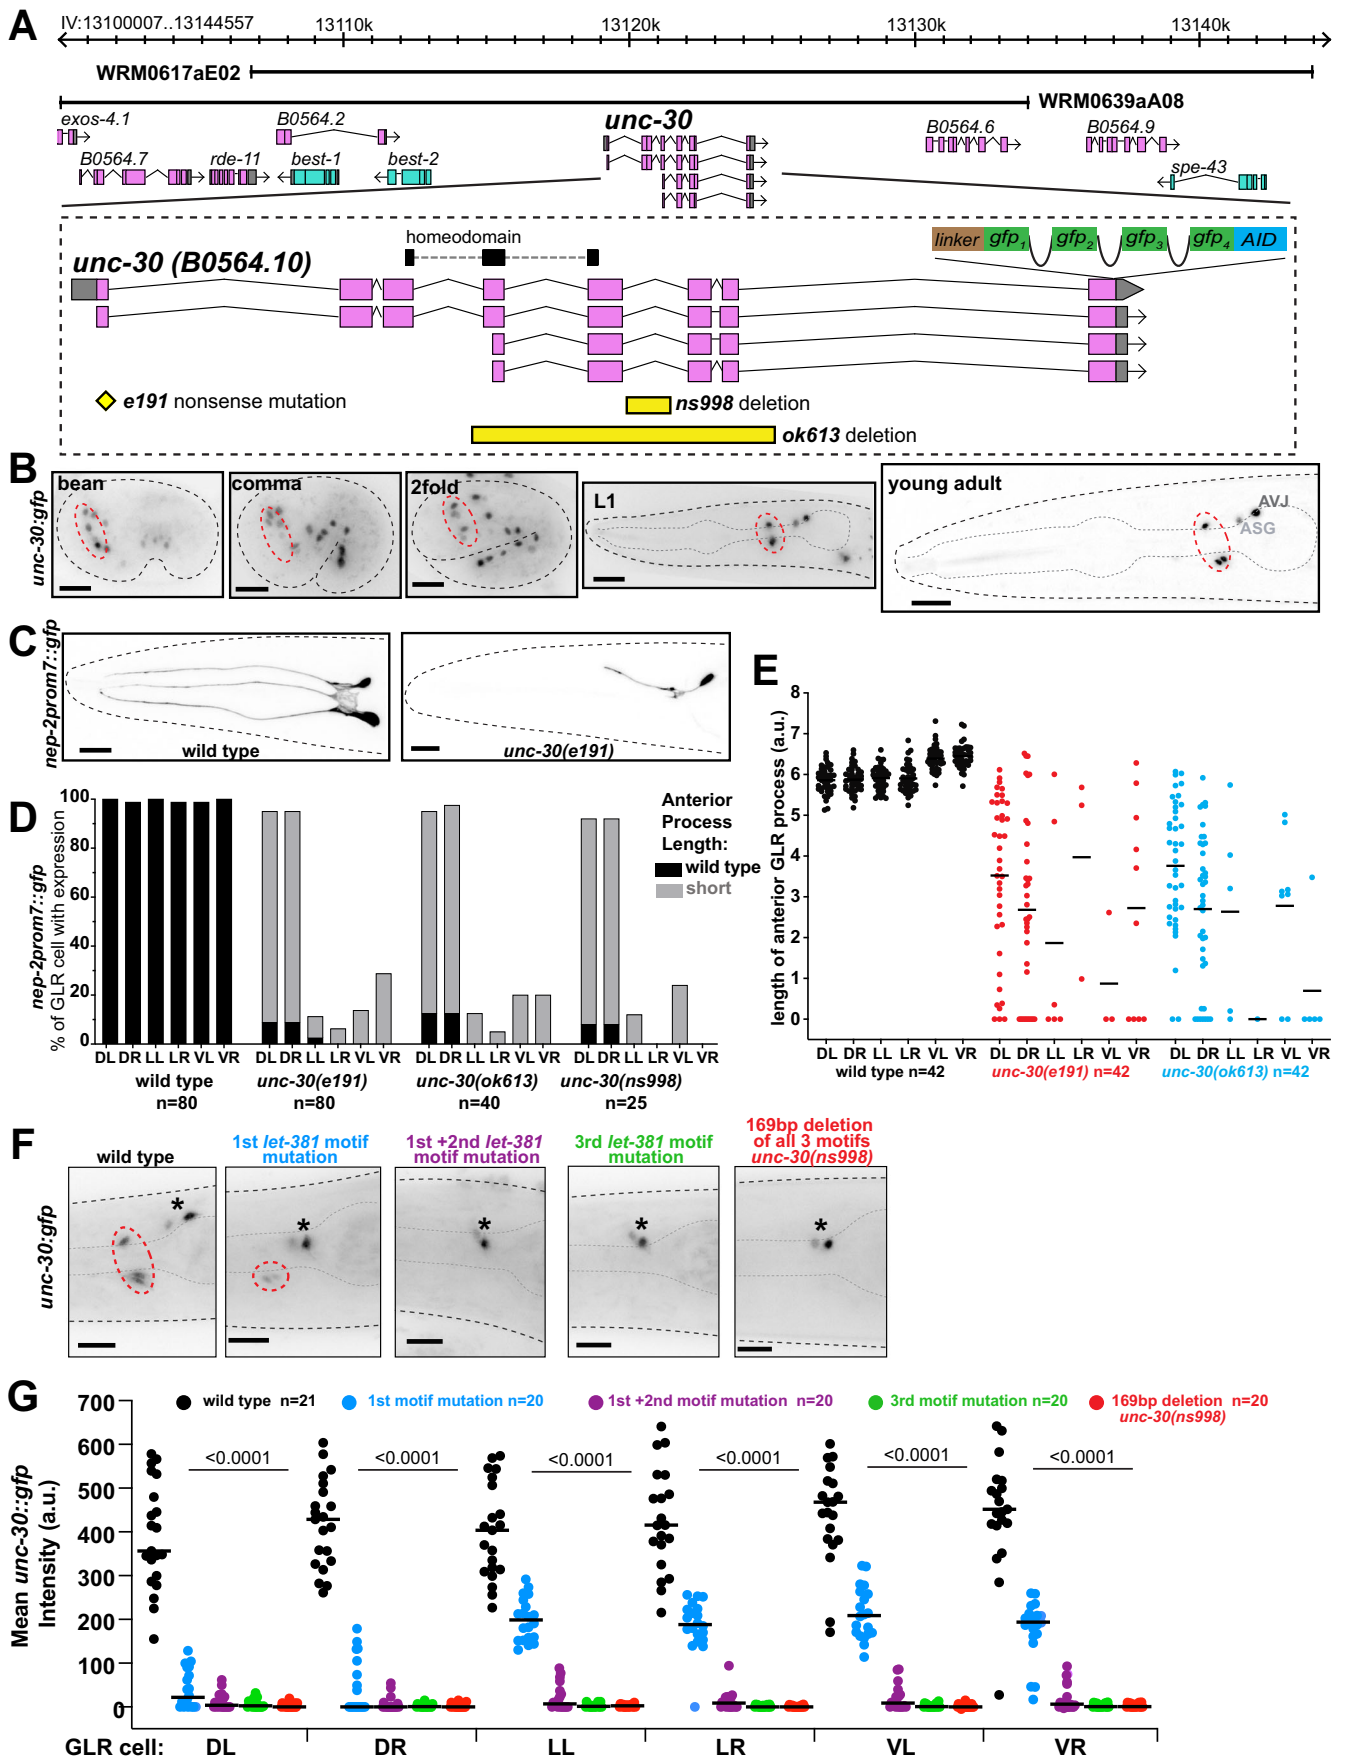 A
IV:13100007..13144557
13110k
13120k
13130k
13140k
WRM0617aE02
WRM0639aA08
exos-4.1
B0564.2
unc-30
B0564.6
B0564.9
B0564.7
rde-11
best-1
best-2
spe-43
homeodomain
linker gfp1 gfp2 gfp3 gfp4 AID
unc-30 (B0564.10)
e191 nonsense mutation
ns998 deletion
ok613 deletion
B
unc-30:gfp
bean
comma
2fold
L1
young adult
AVJ
ASG
C
nep-2prom7::gfp
wild type
unc-30(e191)
D
nep-2prom7::gfp
% of GLR cell with expression
100
80
60
40
20
0
Anterior
Process
Length:
wild type
short
DL DR LL LR VL VR
DL DR LL LR VL VR
DL DR LL LR VL VR
DL DR LL LR VL VR
wild type
n=80
unc-30(e191)
n=80
unc-30(ok613)
n=40
unc-30(ns998)
n=25
E
length of anterior GLR process (a.u.)
8
7
6
5
4
3
2
1
0
DL DR LL LR VL VR
DL DR LL LR VL VR
DL DR LL LR VL VR
wild type n=42
unc-30(e191) n=42
unc-30(ok613) n=42
F
unc-30:gfp
wild type
1st let-381 motif
mutation
1st +2nd let-381
motif mutation
3rd let-381 motif
mutation
169bp deletion
of all 3 motifs
unc-30(ns998)
*
*
*
*
*
G
Mean unc-30::gfp
Intensity (a.u.)
700
600
500
400
300
200
100
0
wild type n=21
1st motif mutation n=20
1st +2nd motif mutation n=20
3rd motif mutation n=20
169bp deletion n=20
unc-30(ns998)
<0.0001
<0.0001
<0.0001
<0.0001
<0.0001
<0.0001
GLR cell: DL DR LL LR VL VR